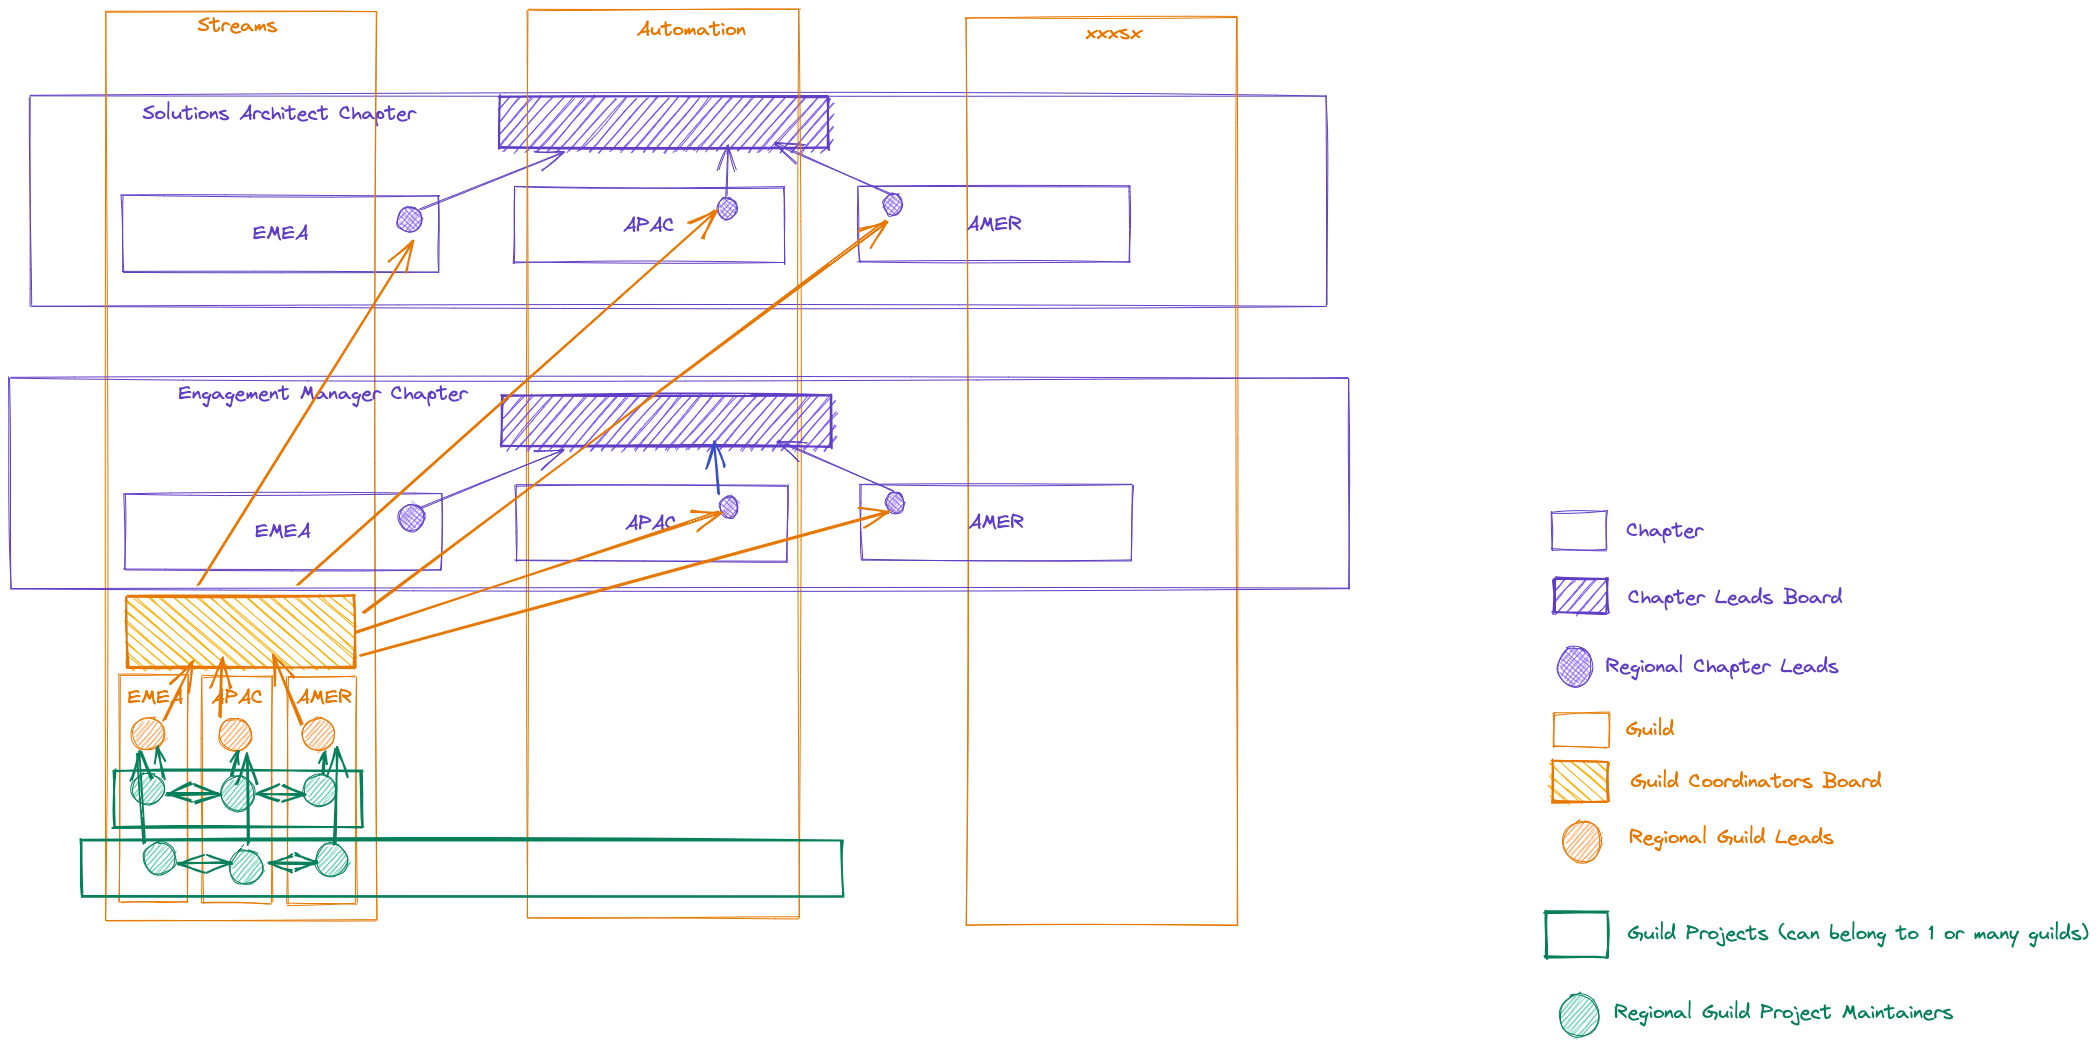 Streams
Automation
xxxsx
Solutions Architect Chapter
EMEA
APAC
AMER
Engagement Manager Chapter
EMEA
APAC
AMER
EMEA
APAC
AMER
Chapter
Chapter Leads Board
Regional Chapter Leads
Guild
Guild Coordinators Board
Regional Guild Leads
Guild Projects (can belong to 1 or many guilds)
Regional Guild Project Maintainers